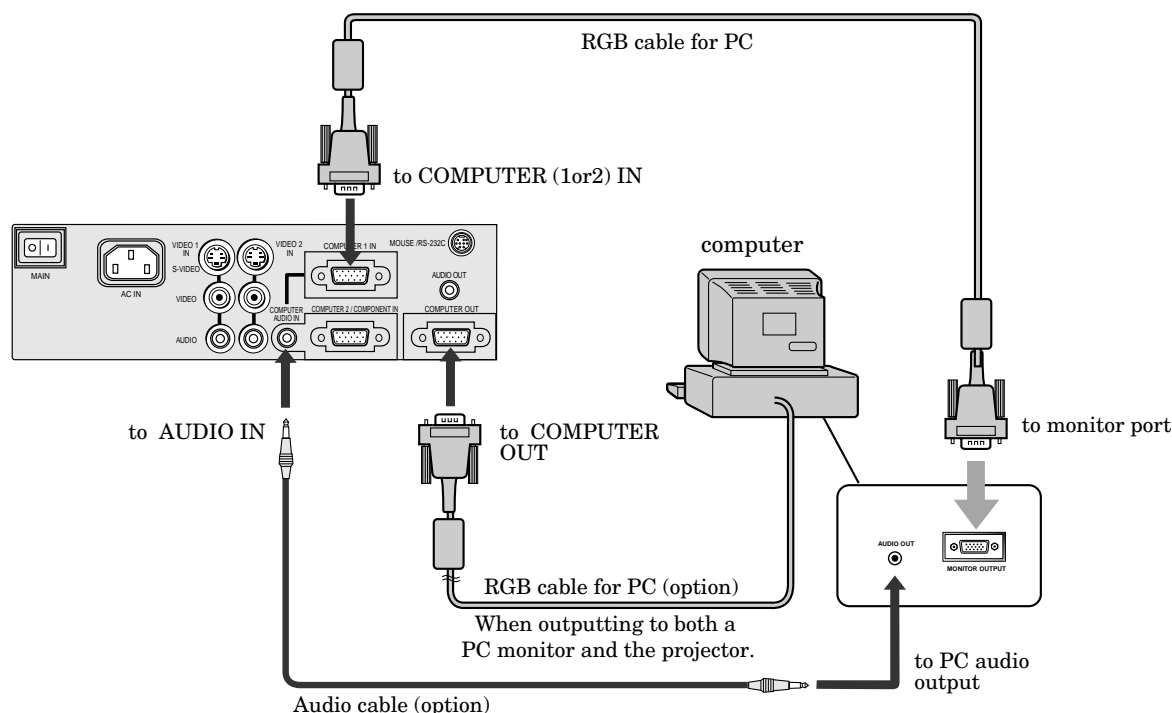 RGB cable for PC
to COMPUTER (1or2) IN
MAIN
AC IN
VIDEO 1
IN
S-VIDEO
VIDEO
AUDIO
VIDEO 2
IN
COMPUTER 1 IN
MOUSE /RS-232C
AUDIO OUT
COMPUTER
AUDIO IN
COMPUTER 2 / COMPONENT IN
COMPUTER OUT
computer
to AUDIO IN
to COMPUTER
OUT
to monitor port
AUDIO OUT
MONITOR OUTPUT
RGB cable for PC (option)
When outputting to both a
PC monitor and the projector.
to PC audio
output
Audio cable (option)